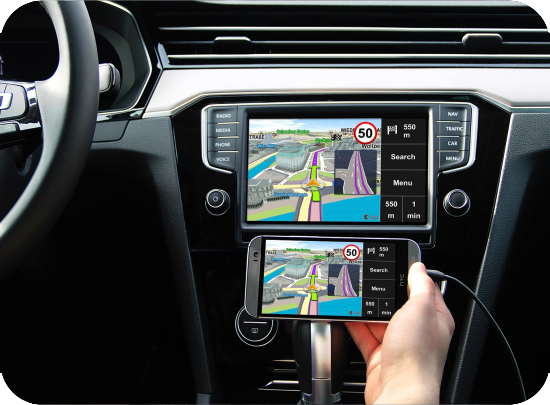 RADIO
MEDIA
PHONE
VOICE
50
550
m
Search
Menu
550
m
1
min
NAV
TRAFFIC
CAR
MENU
50
550
m
Search
Menu
550
m
1
min
hTC